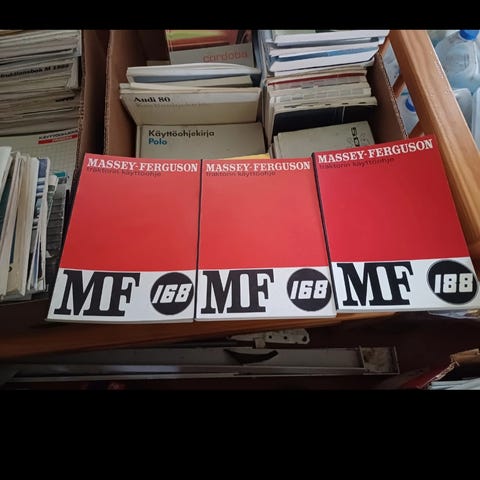 cordoba
Audi 80
Käyttöohjekirja
Käyttöohjekirja
Polo
MASSEY-FERGUSON
traktorin käyttöohje
MF 168
MASSEY-FERGUSON
traktorin käyttöohje
MF 168
MASSEY-FERGUSON
traktorin käyttöohje
MF 188